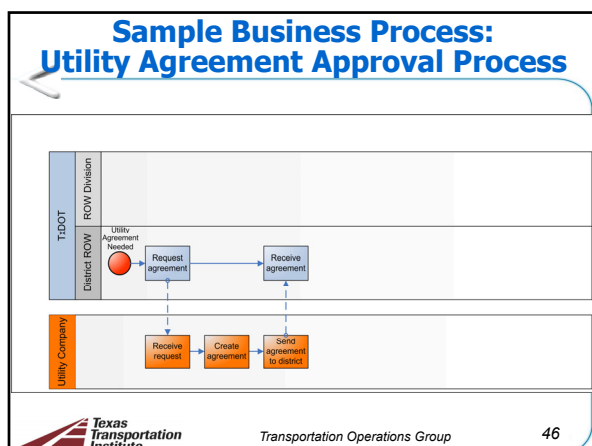 Sample Business Process:
Utility Agreement Approval Process
TxDOT
ROW Division
District ROW
Utility
Agreement
Needed
Request
agreement
Receive
agreement
Utility Company
Receive
request
Create
agreement
Send
agreement
to district
Texas
Transportation
Institute
Transportation Operations Group
46